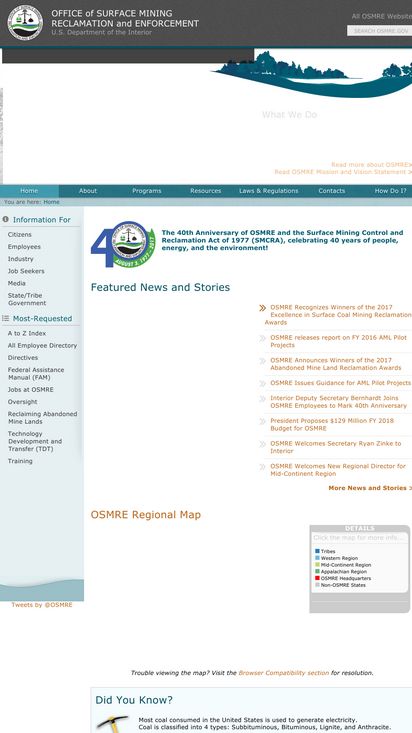 OFFICE of SURFACE MINING
RECLAMATION and ENFORCEMENT
U.S. Department of the Interior
All OSMRE Website
SEARCH OSMRE.GOV
What We Do
Read more about OSMRE>
Read OSMRE Mission and Vision Statement >
Home About Programs Resources Laws & Regulations Contacts How Do I?
You are here: Home
Information For
Citizens
Employees
Industry
Job Seekers
Media
State/Tribe
Government
Most-Requested
A to Z Index
All Employee Directory
Directives
Federal Assistance
Manual (FAM)
Jobs at OSMRE
Oversight
Reclaiming Abandoned
Mine Lands
Technology
Development and
Transfer (TDT)
Training
Tweets by @OSMRE
40
AUGUST 3, 1977-2017
The 40th Anniversary of OSMRE and the Surface Mining Control and
Reclamation Act of 1977 (SMCRA), celebrating 40 years of people,
energy, and the environment!
Featured News and Stories
OSMRE Recognizes Winners of the 2017
Excellence in Surface Coal Mining Reclamation
Awards
OSMRE releases report on FY 2016 AML Pilot
Projects
OSMRE Announces Winners of the 2017
Abandoned Mine Land Reclamation Awards
OSMRE Issues Guidance for AML Pilot Projects
Interior Deputy Secretary Bernhardt Joins
OSMRE Employees to Mark 40th Anniversary
President Proposes $129 Million FY 2018
Budget for OSMRE
OSMRE Welcomes Secretary Ryan Zinke to
Interior
OSMRE Welcomes New Regional Director for
Mid-Continent Region
More News and Stories >
OSMRE Regional Map
DETAILS
Click the map for more info...
Tribes
Western Region
Mid-Continent Region
Appalachian Region
OSMRE Headquarters
Non-OSMRE States
Trouble viewing the map? Visit the Browser Compatibility section for resolution.
Did You Know?
Most coal consumed in the United States is used to generate electricity.
Coal is classified into 4 types: Subbituminous, Bituminous, Lignite, and Anthracite.